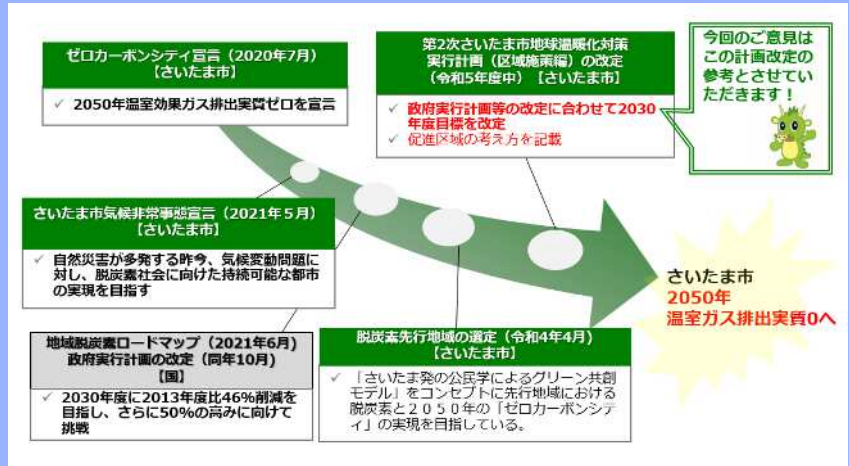 ゼロカーボンシティ宣言（2020年7月）
【さいたま市】
✓ 2050年温室効果ガス排出実質ゼロを宣言
第2次さいたま市地球温暖化対策
実行計画（区域施策編）の改定
（令和5年度中）【さいたま市】
✓ 政府実行計画等の改定に合わせて2030
年度目標を改定
✓ 促進区域の考え方を記載
今回のご意見は
この計画改定の
参考とさせてい
ただきます！
さいたま市気候非常事態宣言（2021年5月）
【さいたま市】
✓ 自然災害が多発する昨今、気候変動問題に
対し、脱炭素社会に向けた持続可能な都市
の実現を目指す
地域脱炭素ロードマップ（2021年6月)
政府実行計画の改定（同年10月）
【国】
✓ 2030年度に2013年度比46%削減を
目指し、さらに50%の高みに向けて
挑戦
脱炭素先行地域の選定（令和4年4月)
【さいたま市】
✓ 「さいたま発の公民学によるグリーン共創
モデル」をコンセプトに先行地域における
脱炭素と２０５０年の「ゼロカーボンシテ
ィ」の実現を目指している。
さいたま市
2050年
温室ガス排出実質0へ